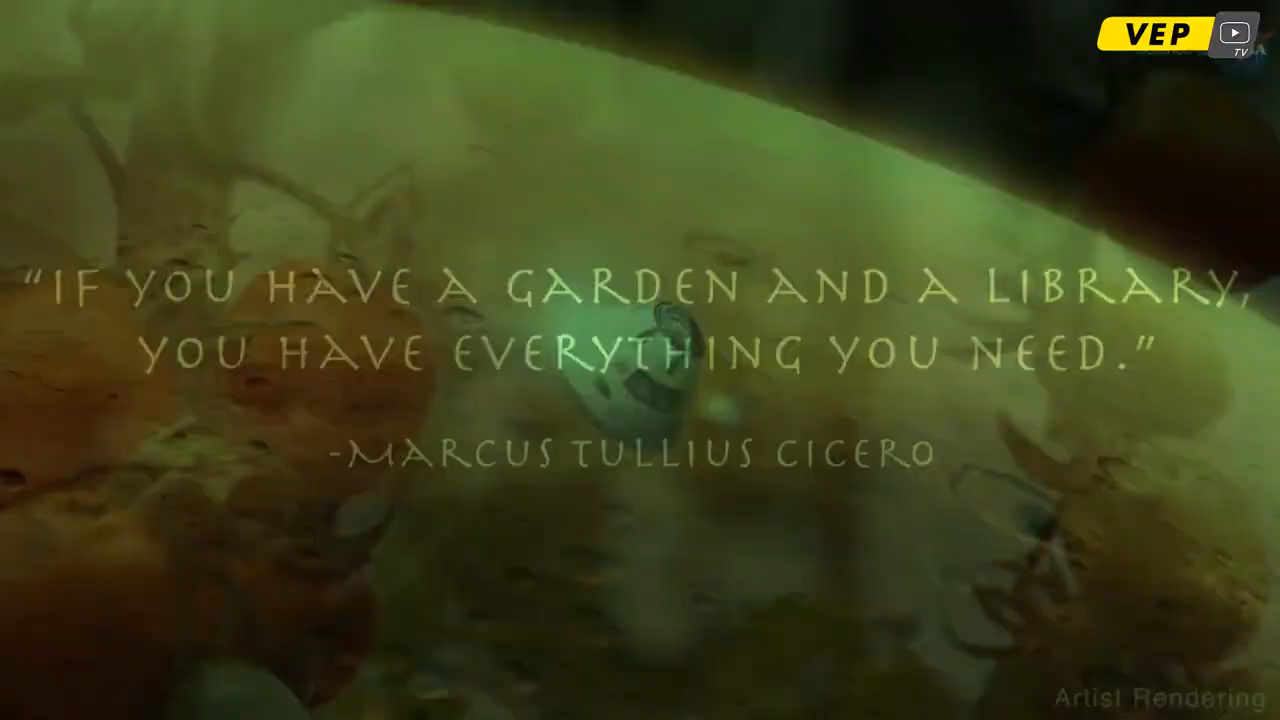 VEP
TV
“IF YOU HAVE A GARDEN AND A LIBRARY,
YOU HAVE EVERYTHING YOU NEED.”
-MARCUS TULLIUS CICERO
Artist Rendering